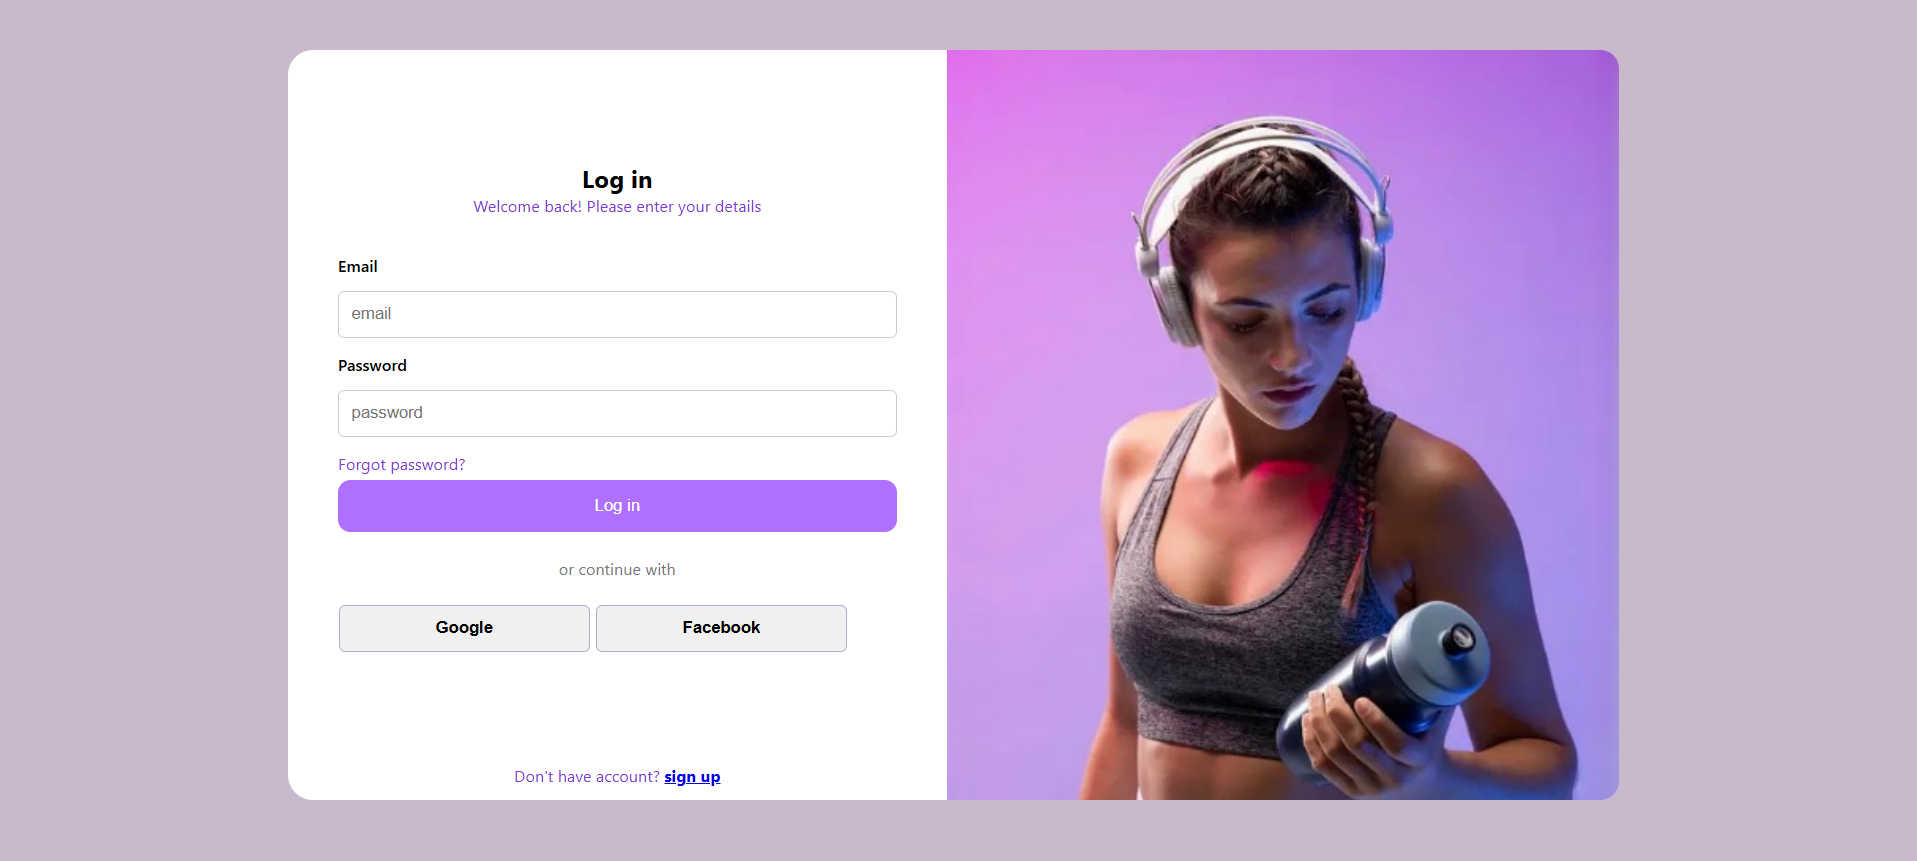 Log in
Welcome back! Please enter your details
Email
email
Password
password
Forgot password?
Log in
or continue with
Google
Facebook
Don't have account? sign up